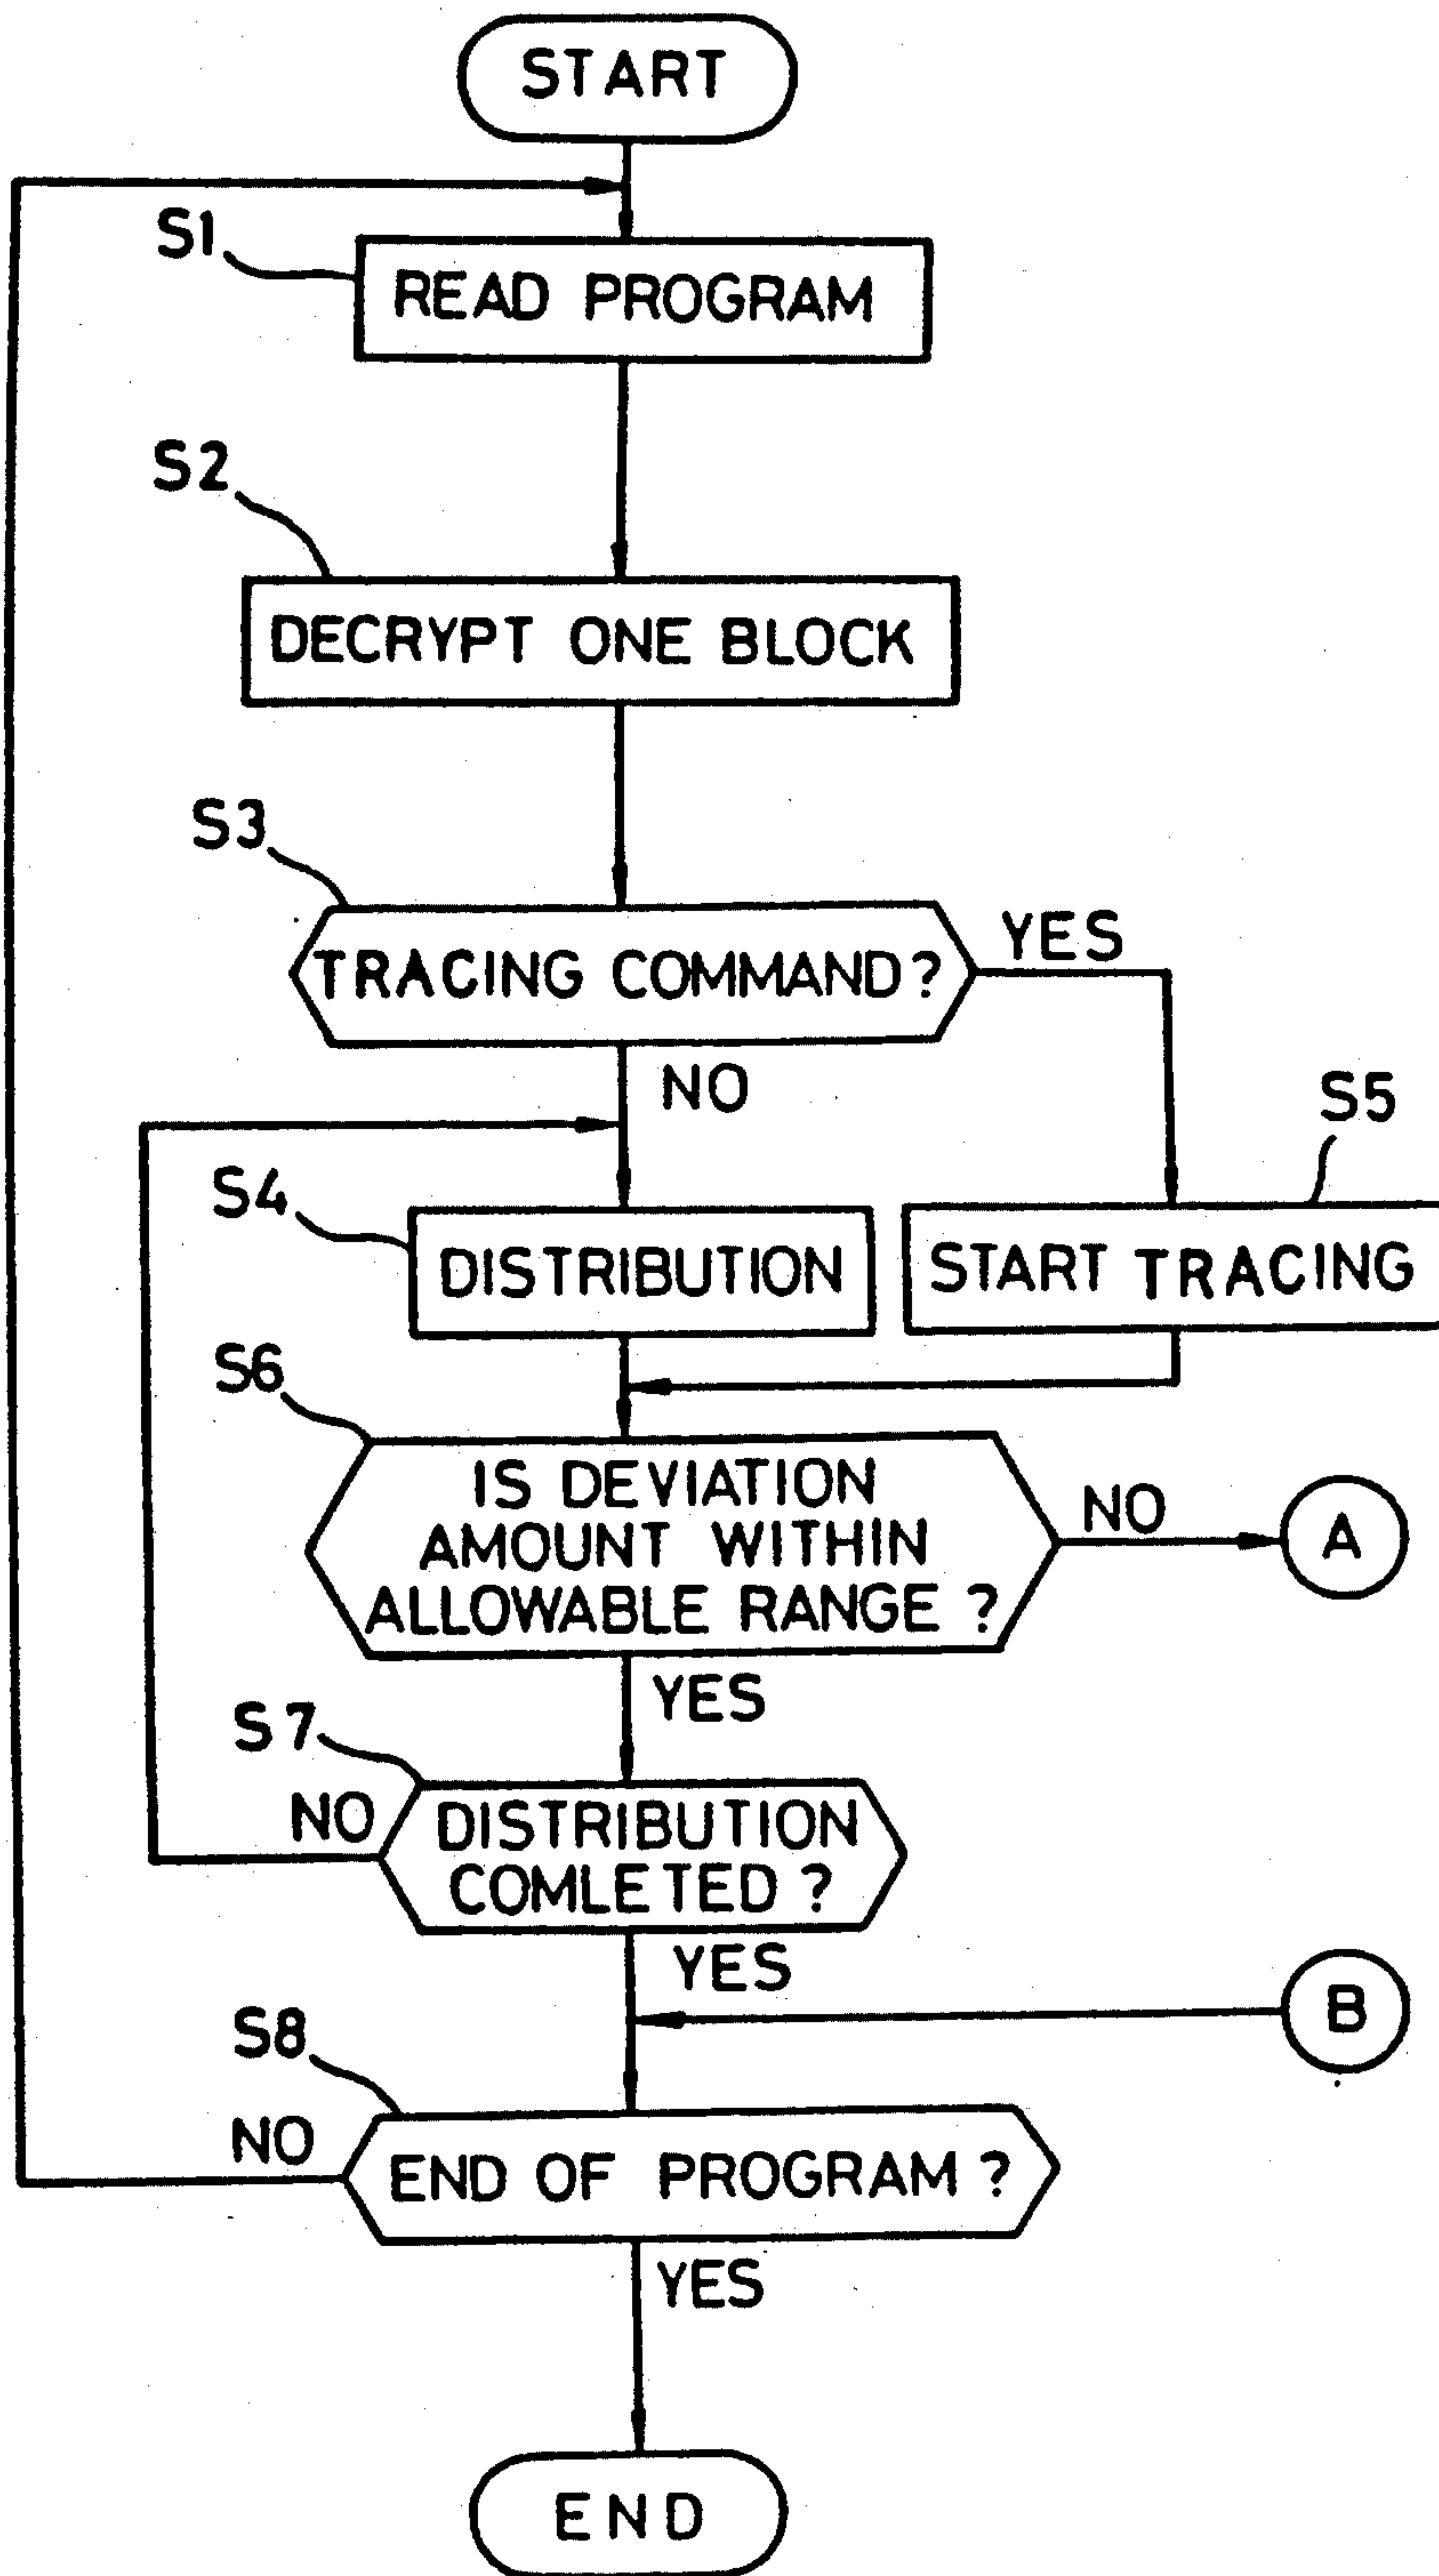 START
S1
READ PROGRAM
S2
DECRYPT ONE BLOCK
S3
TRACING COMMAND?
YES
NO
S5
S4
DISTRIBUTION
START TRACING
S6
IS DEVIATION
AMOUNT WITHIN
ALLOWABLE RANGE ?
NO
A
YES
S7
NO
DISTRIBUTION
COMLETED ?
YES
B
S8
NO
END OF PROGRAM ?
YES
END